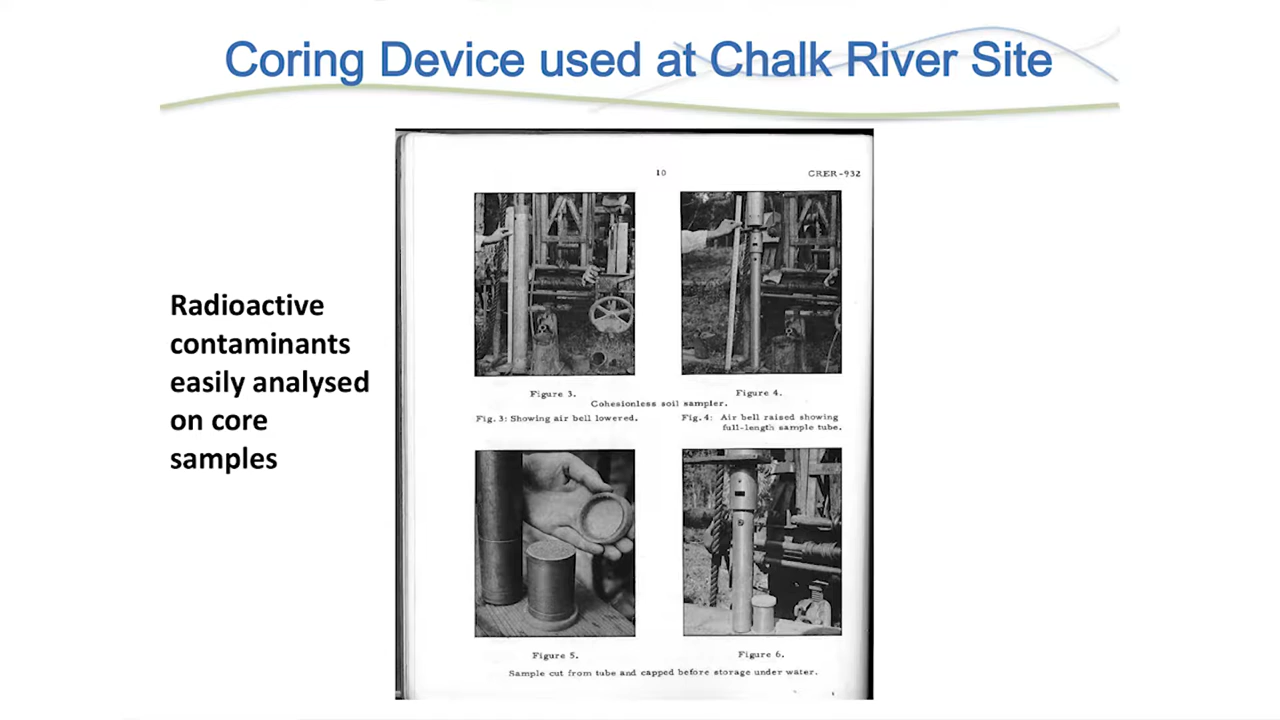 Coring Device used at Chalk River Site
Radioactive
contaminants
easily analysed
on core
samples
10
CRER-932
Figure 3.
Figure 4.
Cohesionless soil sampler.
Fig. 3: Showing air bell lowered.
Fig. 4: Air bell raised showing
full-length sample tube.
Figure 5.
Figure 6.
Sample cut from tube and capped before storage under water.